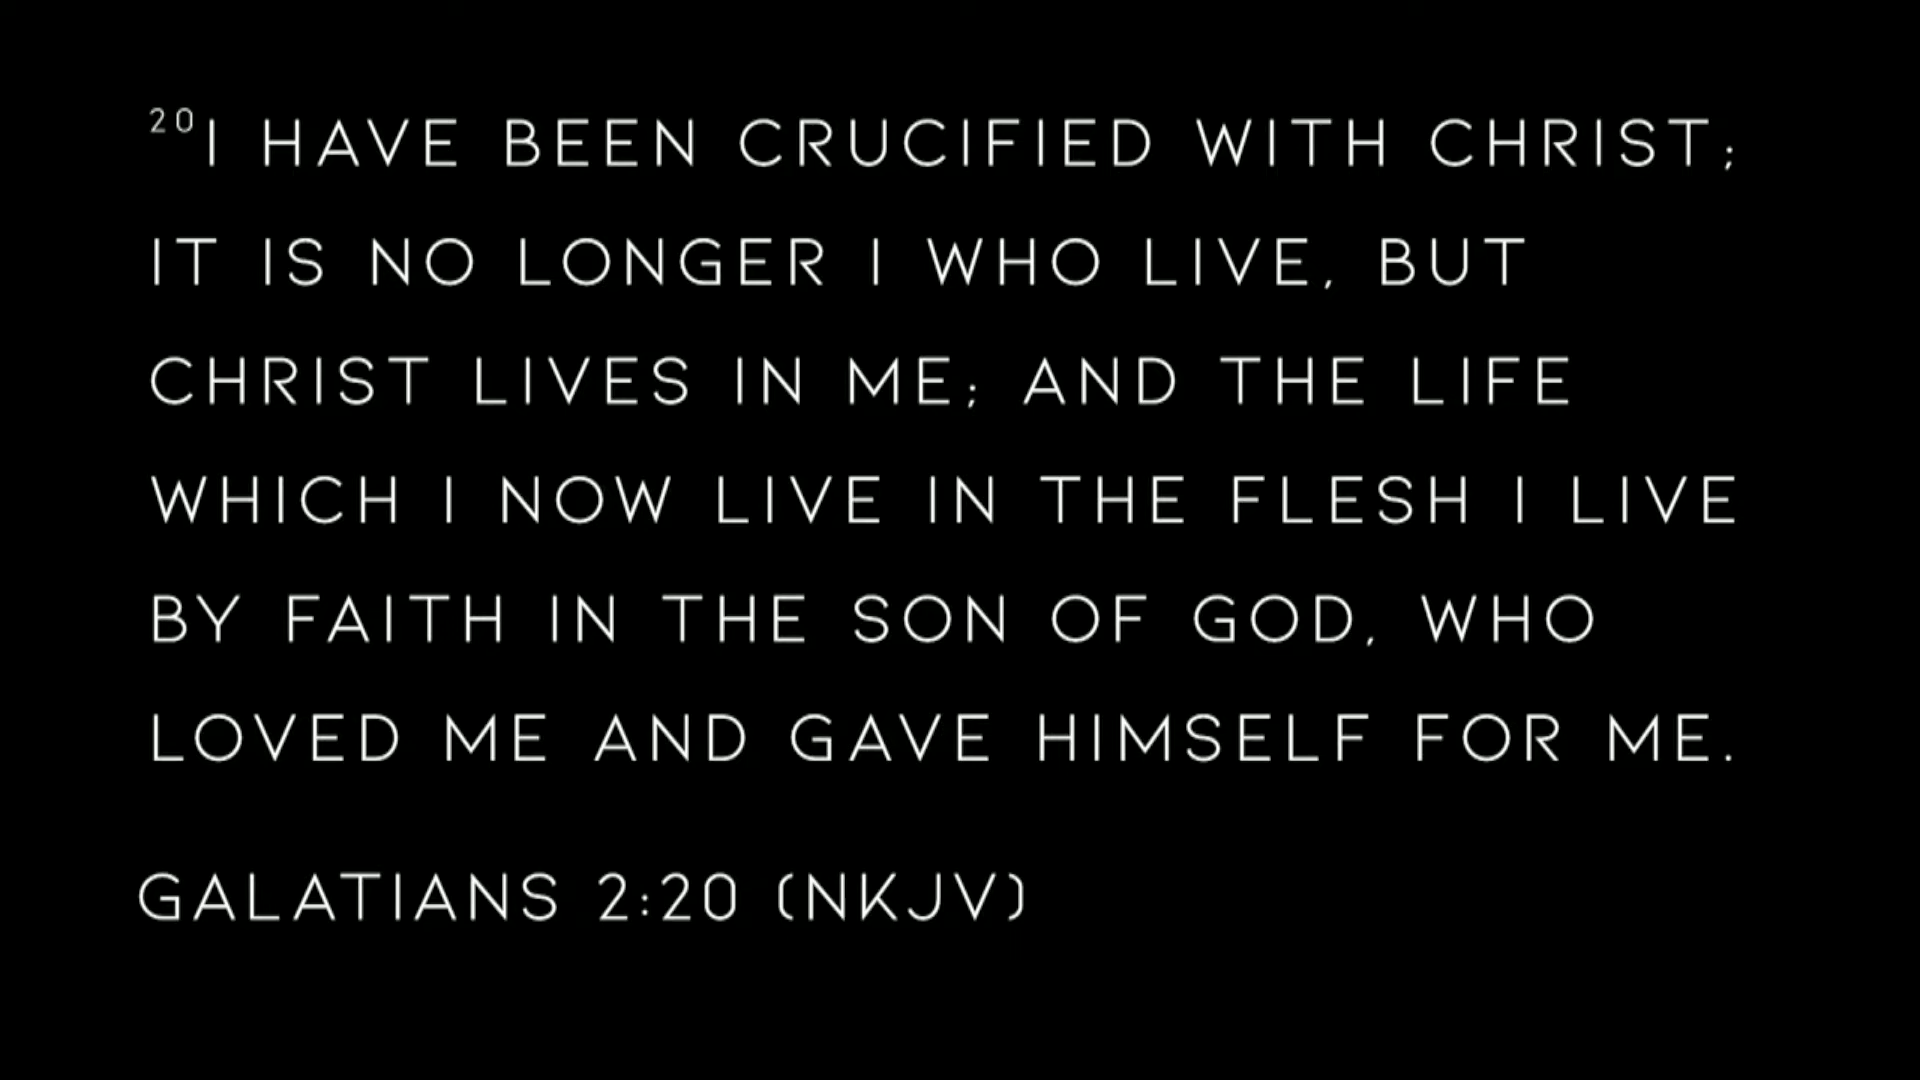 20I HAVE BEEN CRUCIFIED WITH CHRIST;
IT IS NO LONGER I WHO LIVE, BUT
CHRIST LIVES IN ME; AND THE LIFE
WHICH I NOW LIVE IN THE FLESH I LIVE
BY FAITH IN THE SON OF GOD, WHO
LOVED ME AND GAVE HIMSELF FOR ME.
GALATIANS 2:20 (NKJV)